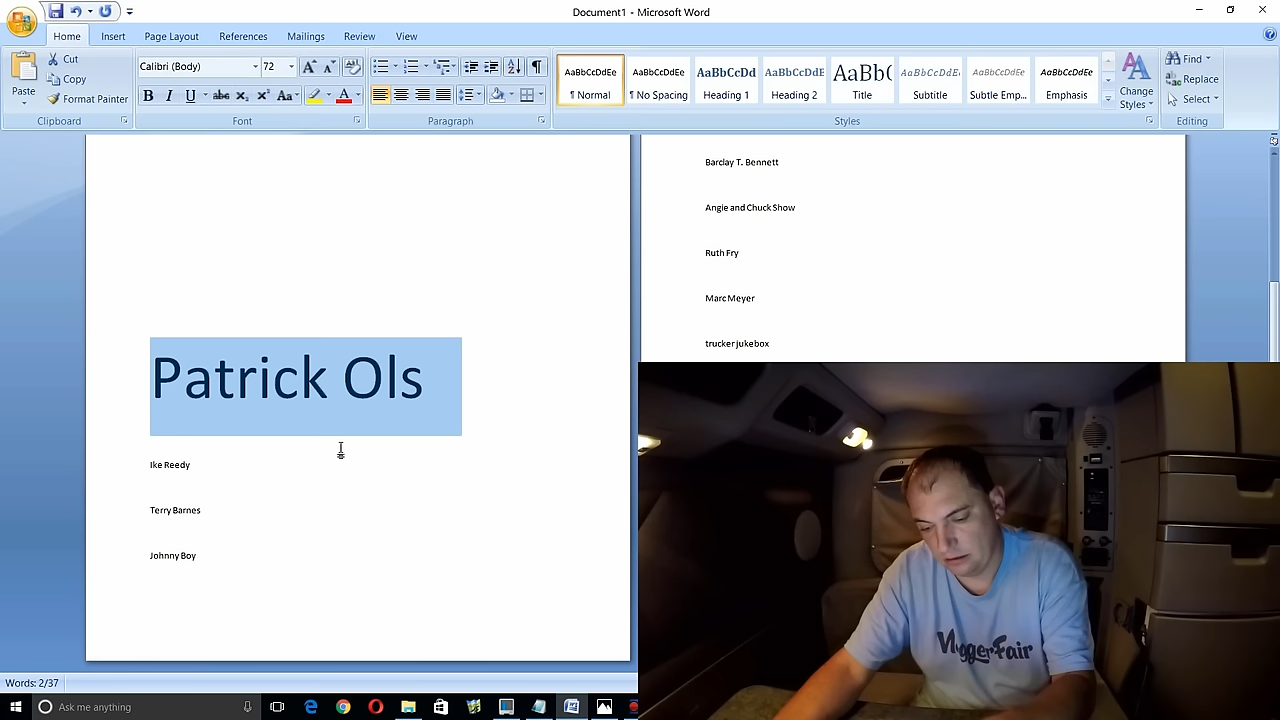 Document1 - Microsoft Word
Home Insert Page Layout References Mailings Review View
Paste
Cut
Copy
Format Painter
Clipboard
Calibri (Body) 72
Font
Paragraph
AaBbCcDdEe AaBbCcDdEe AaBbCcDd AaBbCcDdE AaBb( AaBbCcDdE AaBbCcDdEe AaBbCcDdEe
¶ Normal ¶ No Spacing Heading 1 Heading 2 Title Subtitle Subtle Emp... Emphasis
Change
Styles
Styles
Find
Replace
Select
Editing
Patrick Ols
Ike Reedy
Terry Barnes
Johnny Boy
Barclay T. Bennett
Angie and Chuck Show
Ruth Fry
Marc Meyer
trucker jukebox
VloggerFair
Words: 2/37
Ask me anything